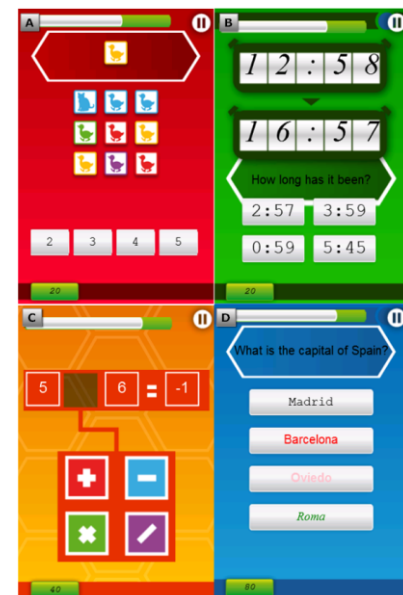 A
2 3 4 5
20
B
12:58
16:57
How long has it been?
2:57 3:59
0:59 5:45
20
C
5 6 = -1
+ −
× /
40
D
What is the capital of Spain?
Madrid
Barcelona
Oviedo
Roma
80